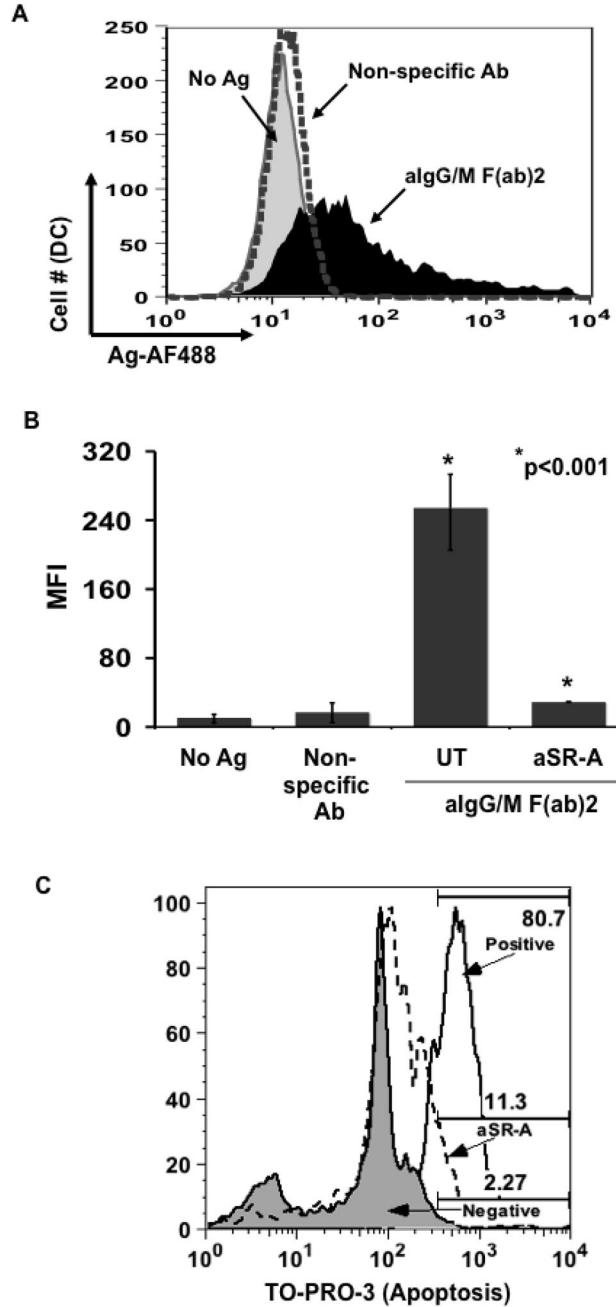 A
250
200
150
100
50
0
Cell # (DC)
No Ag
Non-specific Ab
aIgG/M F(ab)2
10^0 10^1 10^2 10^3 10^4
Ag-AF488
B
320
240
160
80
0
MFI
*
*p<0.001
*
No Ag
Non-
specific
Ab
UT
aSR-A
aIgG/M F(ab)2
C
100
80
60
40
20
0
80.7
Positive
11.3
aSR-A
2.27
Negative
10^0 10^1 10^2 10^3 10^4
TO-PRO-3 (Apoptosis)